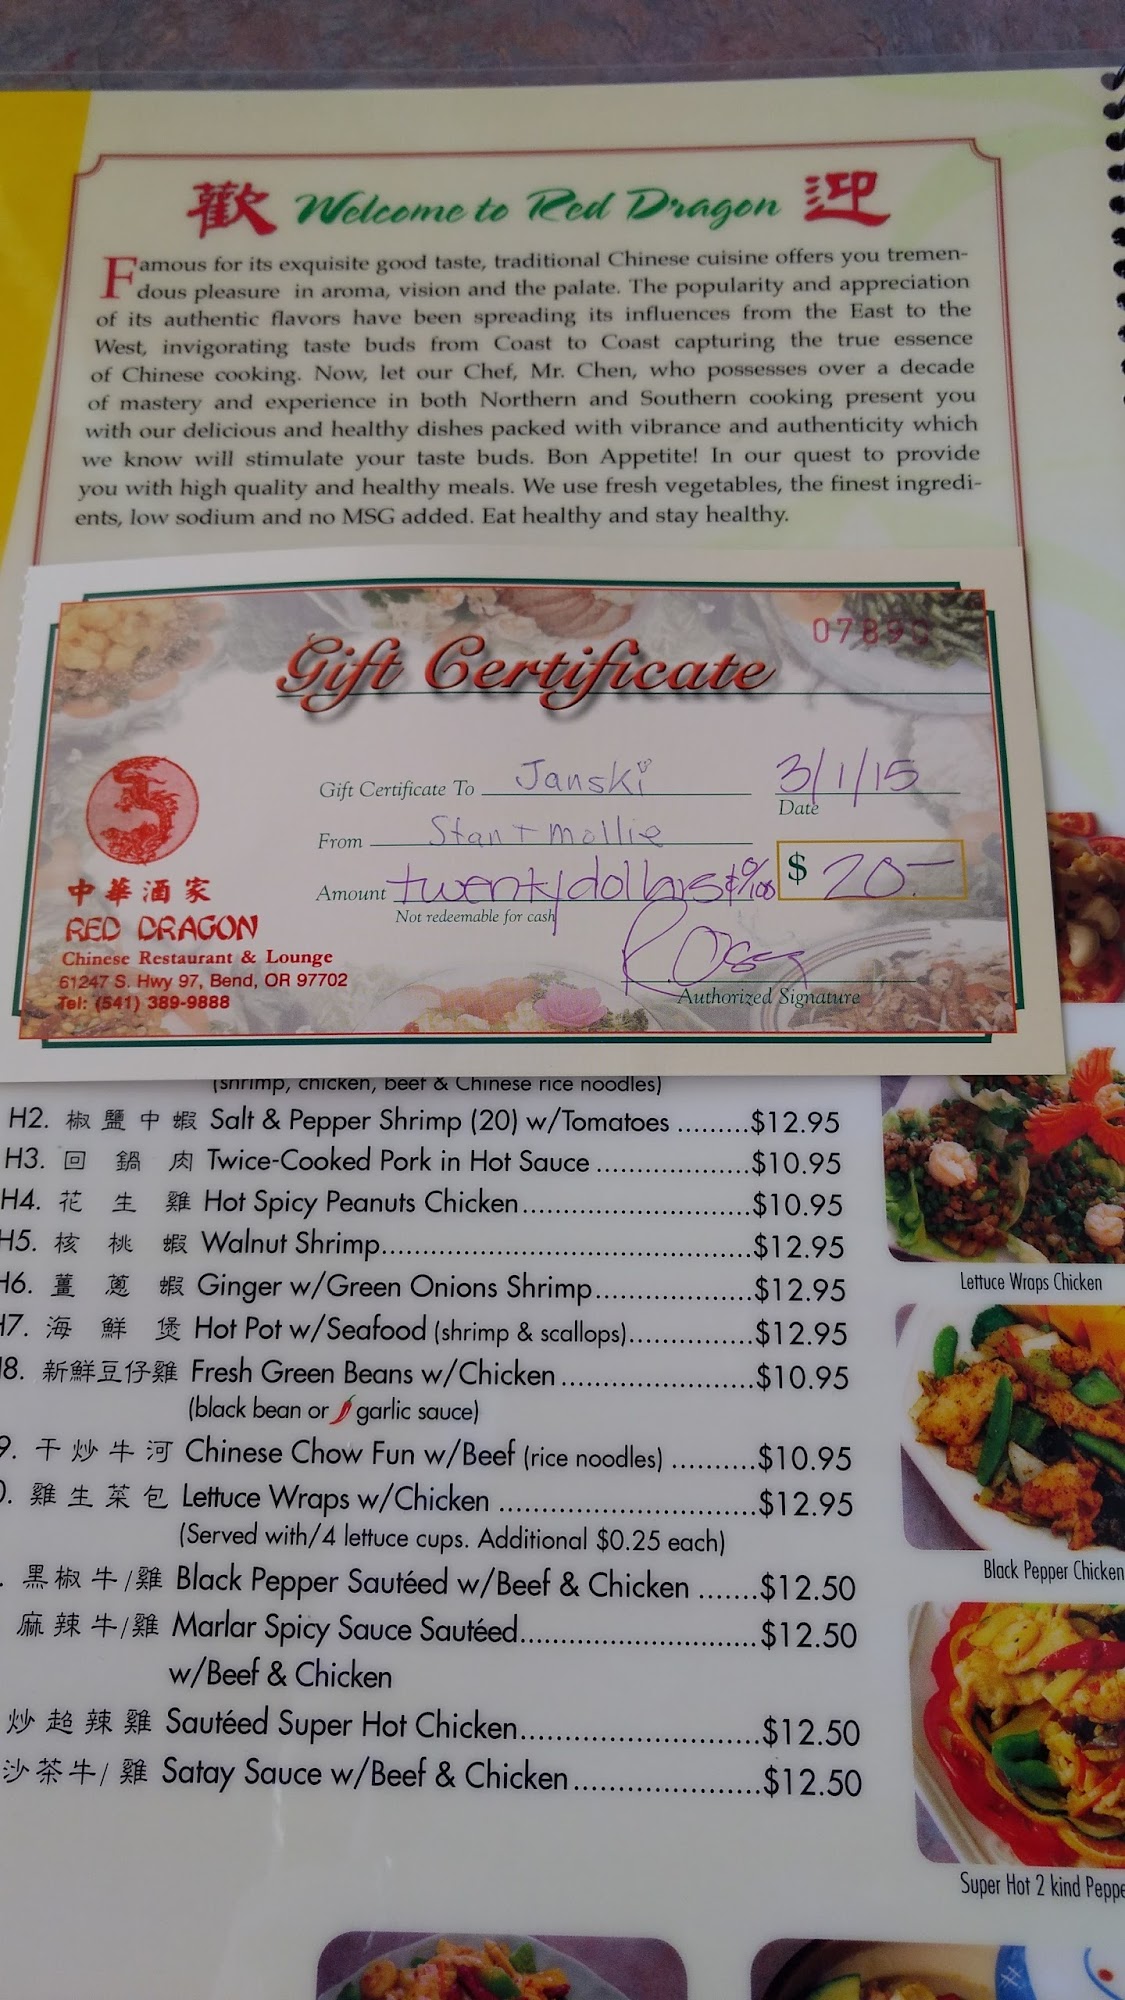 歡 Welcome to Red Dragon 迎
Famous for its exquisite good taste, traditional Chinese cuisine offers you tremen-
dous pleasure in aroma, vision and the palate. The popularity and appreciation
of its authentic flavors have been spreading its influences from the East to the
West, invigorating taste buds from Coast to Coast capturing the true essence
of Chinese cooking. Now, let our Chef, Mr. Chen, who possesses over a decade
of mastery and experience in both Northern and Southern cooking present you
with our delicious and healthy dishes packed with vibrance and authenticity which
we know will stimulate your taste buds. Bon Appetite! In our quest to provide
you with high quality and healthy meals. We use fresh vegetables, the finest ingredi-
ents, low sodium and no MSG added. Eat healthy and stay healthy.
Gift Certificate
Gift Certificate To Janski
3/1/15
Date
From Stan + mollie
Amount twenty dollars & 0/100
$ 20.—
Not redeemable for cash
Authorized Signature
中華酒家
RED DRAGON
Chinese Restaurant & Lounge
61247 S. Hwy 97, Bend, OR 97702
Tel: (541) 389-9888
(shrimp, chicken, beef & Chinese rice noodles)
H2. 椒鹽中蝦 Salt & Pepper Shrimp (20) w/Tomatoes .........$12.95
H3. 回鍋肉 Twice-Cooked Pork in Hot Sauce ....................$10.95
H4. 花生雞 Hot Spicy Peanuts Chicken.............................$10.95
H5. 核桃蝦 Walnut Shrimp...............................................$12.95
H6. 薑蔥蝦 Ginger w/Green Onions Shrimp....................$12.95
H7. 海鮮煲 Hot Pot w/Seafood (shrimp & scallops)................$12.95
8. 新鮮豆仔雞 Fresh Green Beans w/Chicken .........................$10.95
(black bean or garlic sauce)
9. 干炒牛河 Chinese Chow Fun w/Beef (rice noodles) ...........$10.95
雞生菜包 Lettuce Wraps w/Chicken .................................$12.95
(Served with/4 lettuce cups. Additional $0.25 each)
黑椒牛/雞 Black Pepper Sautéed w/Beef & Chicken .......$12.50
麻辣牛/雞 Marlar Spicy Sauce Sautéed..............................$12.50
w/Beef & Chicken
炒超辣雞 Sautéed Super Hot Chicken...............................$12.50
沙茶牛/雞 Satay Sauce w/Beef & Chicken........................$12.50
Lettuce Wraps Chicken
Black Pepper Chicken
Super Hot 2 kind